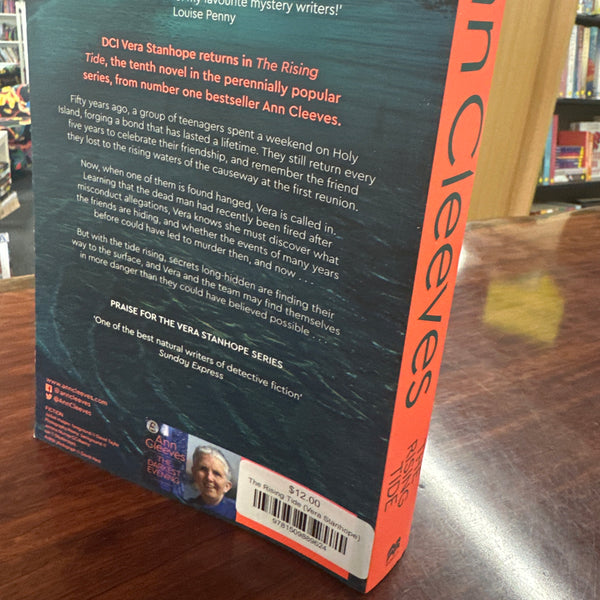 my favourite mystery writers!'
Louise Penny
DCI Vera Stanhope returns in The Rising
Tide, the tenth novel in the perennially popular
series, from number one bestseller Ann Cleeves.
Fifty years ago, a group of teenagers spent a weekend on Holy
Island, forging a bond that has lasted a lifetime. They still return every
five years to celebrate their friendship, and remember the friend
they lost to the rising waters of the causeway at the first reunion.
Now, when one of them is found hanged, Vera is called in.
Learning that the dead man had recently been fired after
misconduct allegations, Vera knows she must discover what
the friends are hiding, and whether the events of many years
before could have led to murder then, and now . . .
But with the tide rising, secrets long-hidden are finding their
way to the surface, and Vera and the team may find themselves
in more danger than they could have believed possible . . .
PRAISE FOR THE VERA STANHOPE SERIES
'One of the best natural writers of detective fiction'
Sunday Express
www.anncleeves.com
@anncleeves
@AnnCleeves
FICTION
Ann
Cleeves
THE
DARKEST
EVENING
$12.00
The Rising Tide (Vera Stanhope)
9781509889624
nn Cleeves
THE
RISING
TIDE